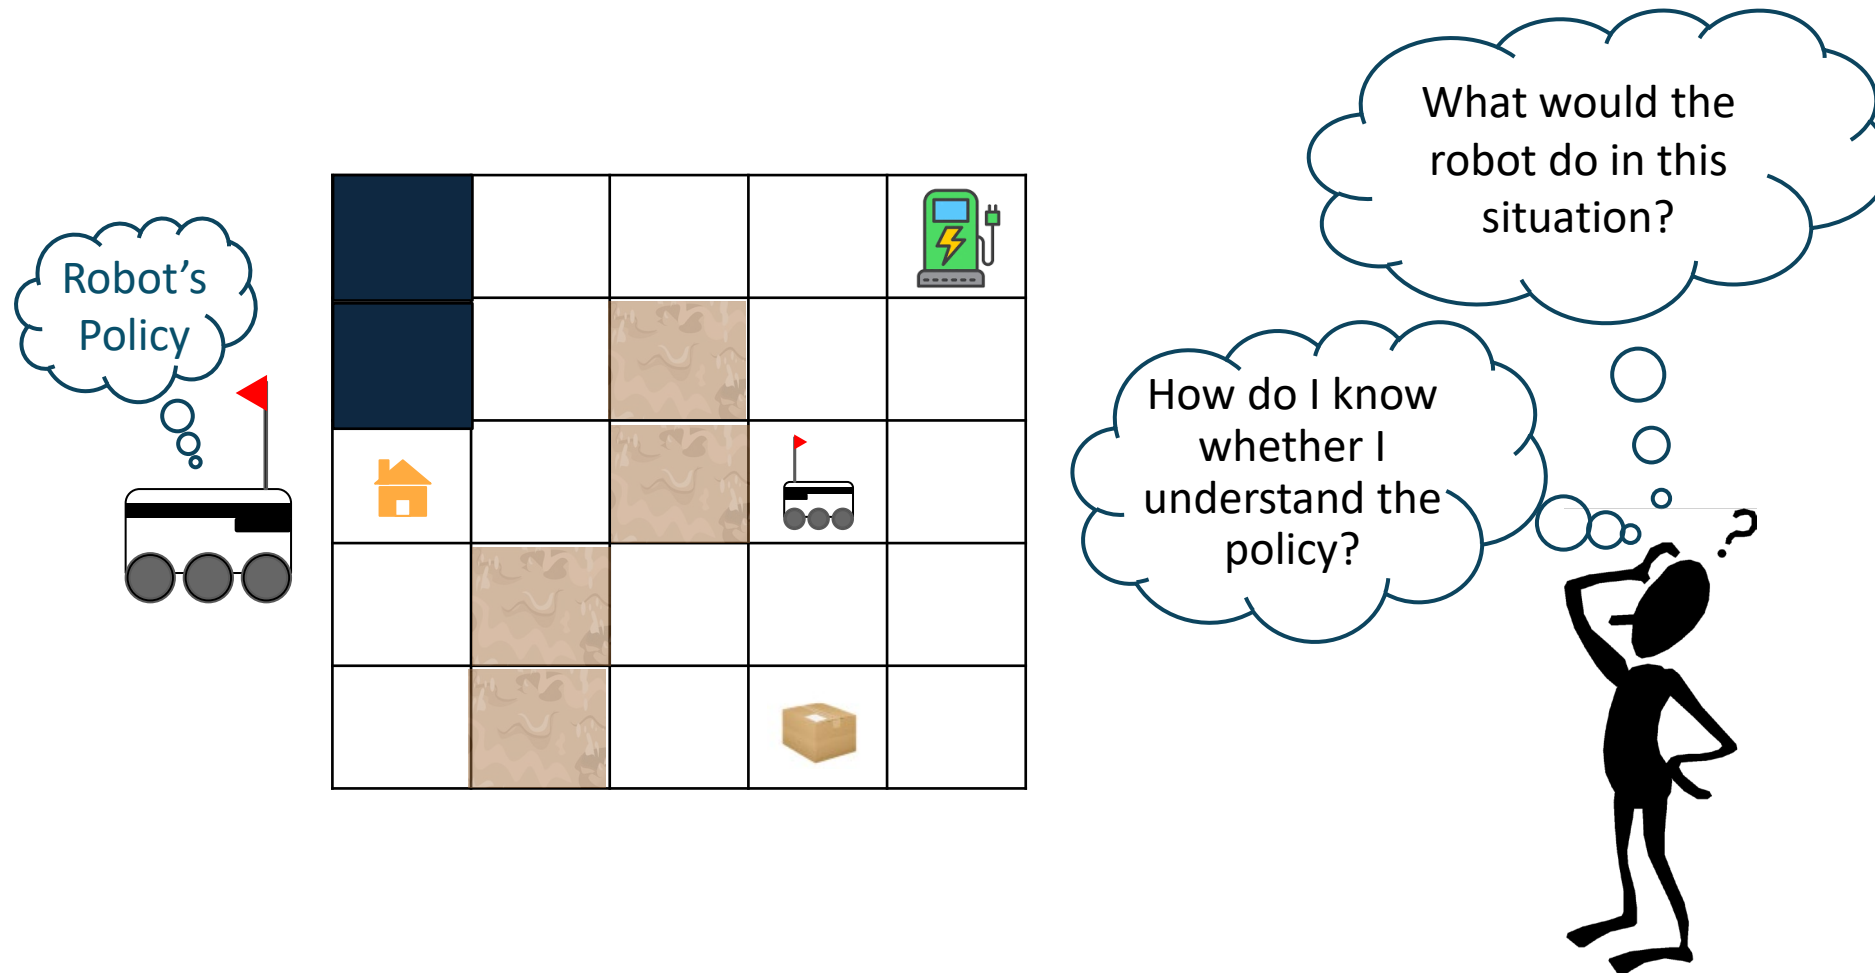 Robot’s
Policy
What would the
robot do in this
situation?
How do I know
whether I
understand the
policy?
?